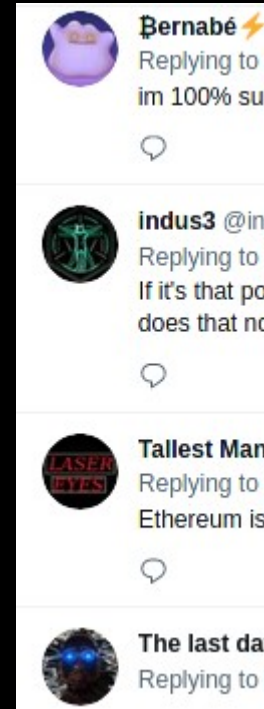 ₿ernabé⚡
Replying to
im 100% su
indus3 @in
Replying to
If it's that po
does that no
LASER
EYES
Tallest Man
Replying to
Ethereum is
The last da
Replying to